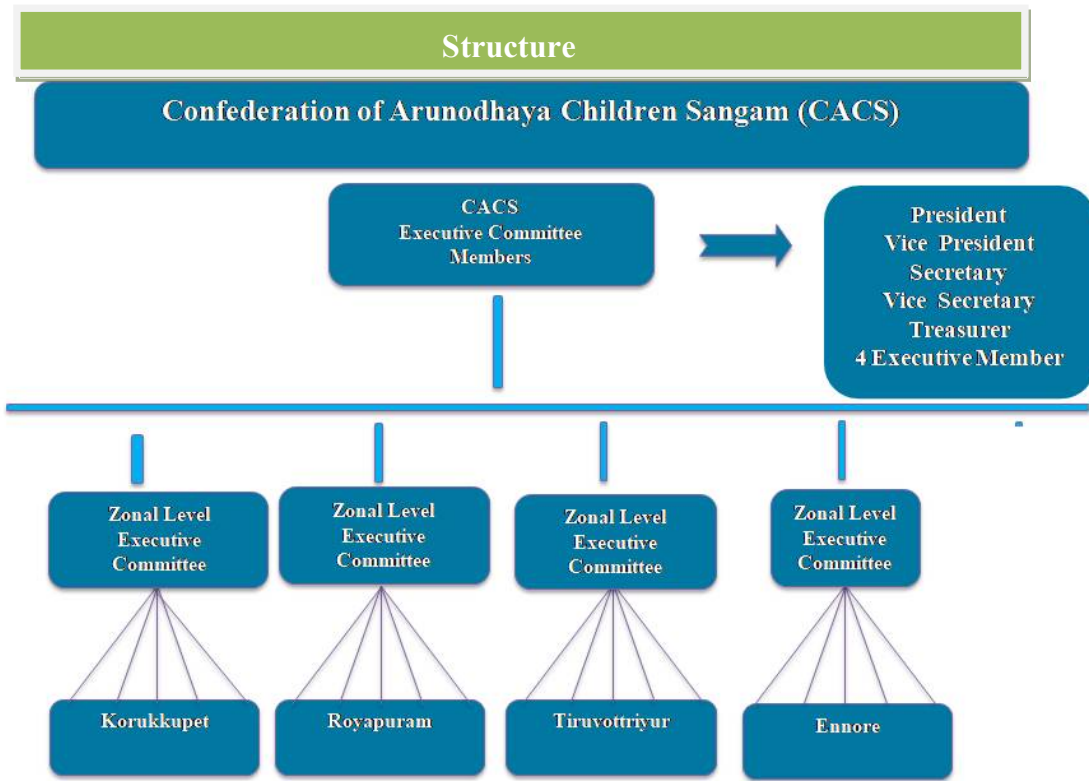 Structure
Confederation of Arunodhaya Children Sangam (CACS)
CACS
Executive Committee
Members
President
Vice President
Secretary
Vice Secretary
Treasurer
4 Executive Member
Zonal Level
Executive
Committee
Zonal Level
Executive
Committee
Zonal Level
Executive
Committee
Zonal Level
Executive
Committee
Korukkupet
Royapuram
Tiruvottriyur
Ennore